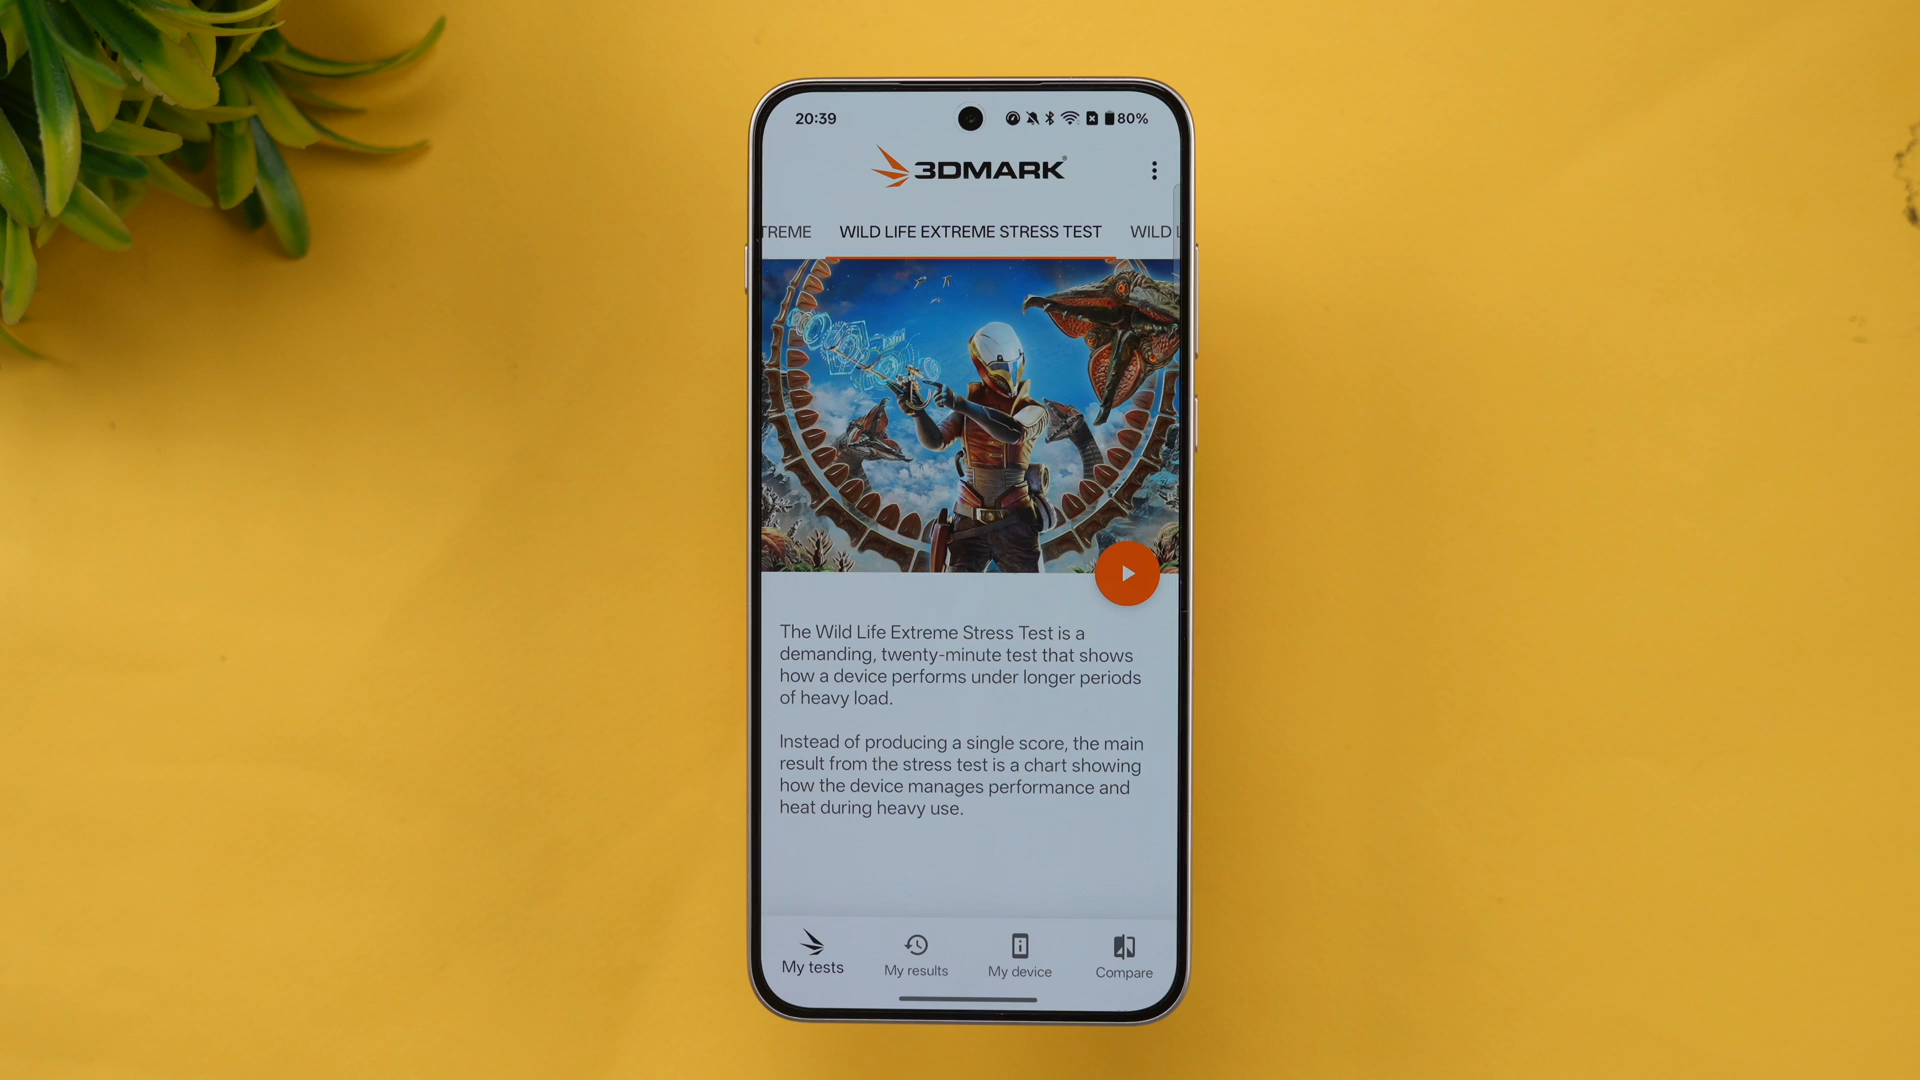 20:39
80%
3DMARK
TREME WILD LIFE EXTREME STRESS TEST WILD L
The Wild Life Extreme Stress Test is a
demanding, twenty-minute test that shows
how a device performs under longer periods
of heavy load.
Instead of producing a single score, the main
result from the stress test is a chart showing
how the device manages performance and
heat during heavy use.
My tests
My results
My device
Compare